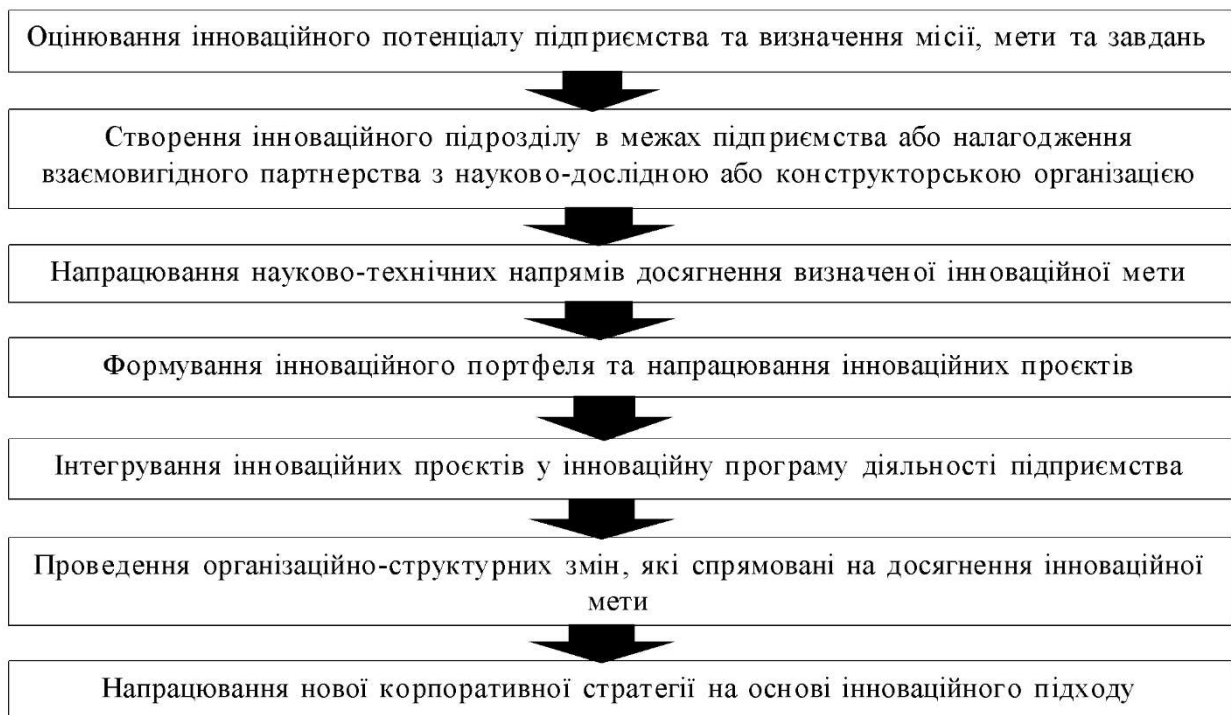 Оцінювання інноваційного потенціалу підприємства та визначення місії, мети та завдань
Створення інноваційного підрозділу в межах підприємства або налагодження
взаємовигідного партнерства з науково-дослідною або конструкторською організацією
Напрацювання науково-технічних напрямів досягнення визначеної інноваційної мети
Формування інноваційного портфеля та напрацювання інноваційних проєктів
Інтегрування інноваційних проєктів у інноваційну програму діяльності підприємства
Проведення організаційно-структурних змін, які спрямовані на досягнення інноваційної
мети
Напрацювання нової корпоративної стратегії на основі інноваційного підходу